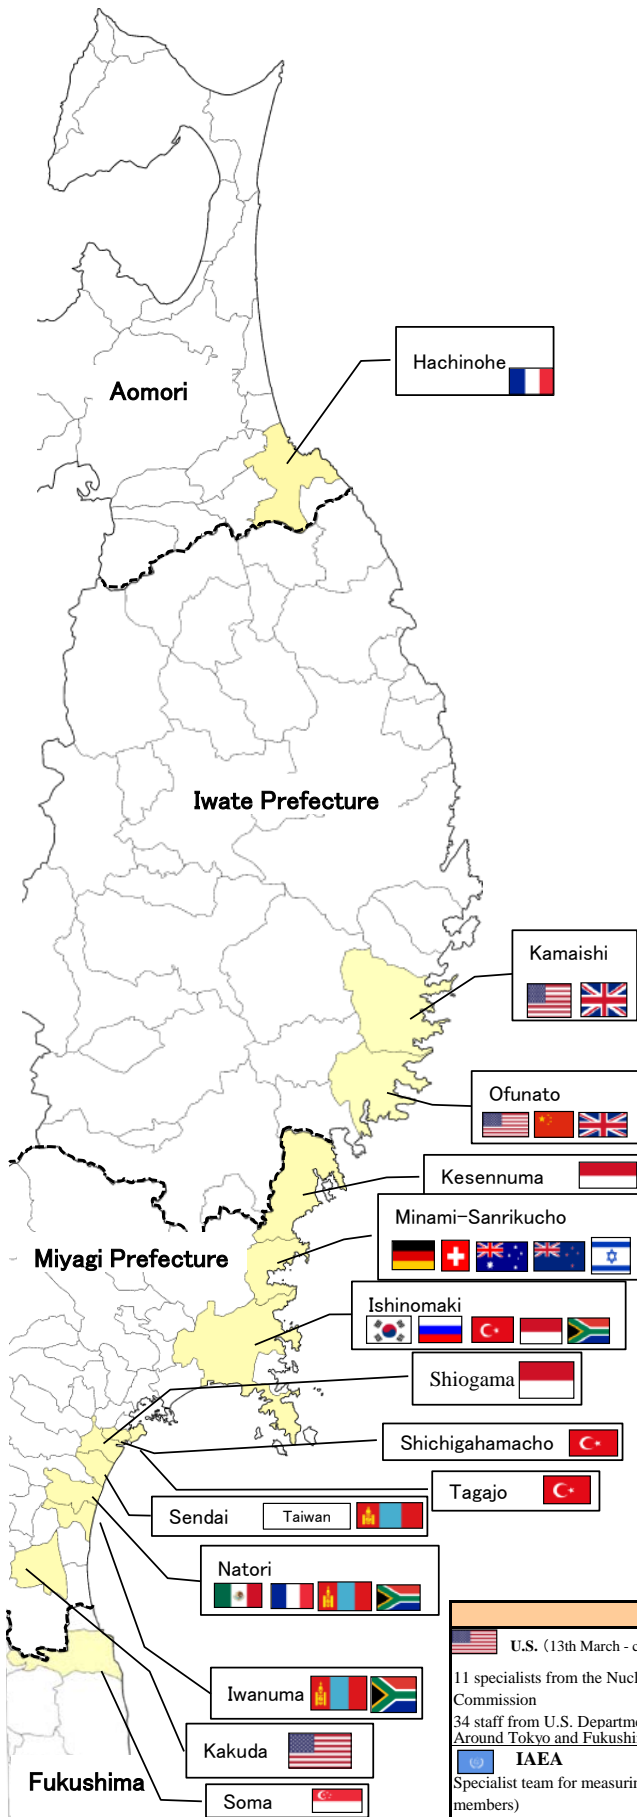 Hachinohe
Aomori
Iwate Prefecture
Kamaishi
Ofunato
Kesennuma
Minami-Sanrikucho
Miyagi Prefecture
Ishinomaki
Shiogama
Shichigahamacho
Tagajo
Sendai Taiwan
Natori
Iwanuma
Kakuda
Fukushima
Soma
U.S. (13th March - c
11 specialists from the Nucl
Commission
34 staff from U.S. Departme
Around Tokyo and Fukushi
IAEA
Specialist team for measurin
members)